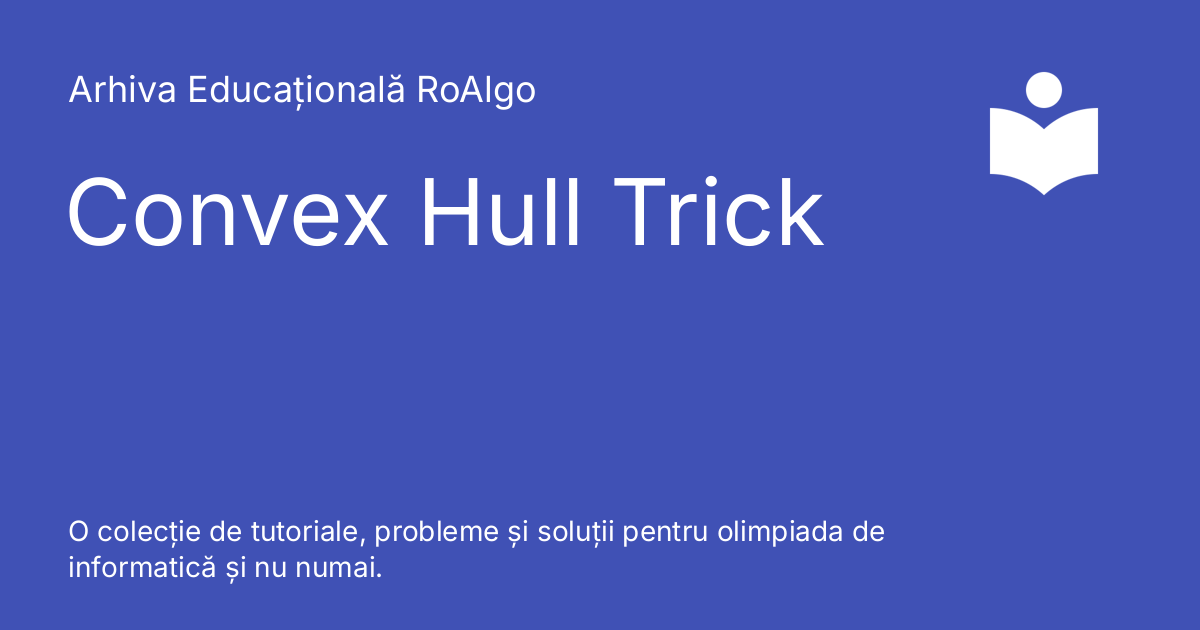 Arhiva Educațională RoAlgo
Convex Hull Trick
O colecție de tutoriale, probleme și soluții pentru olimpiada de
informatică și nu numai.